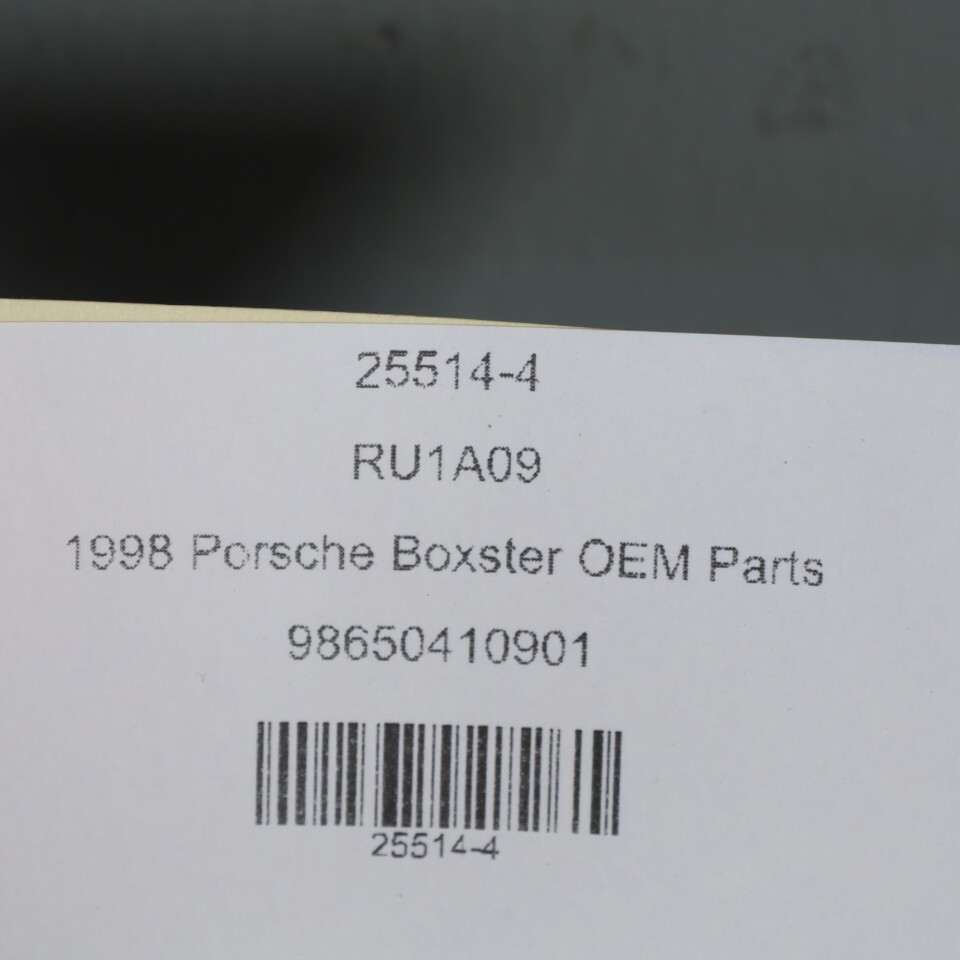 25514-4
RU1A09
1998 Porsche Boxster OEM Parts
98650410901
25514-4